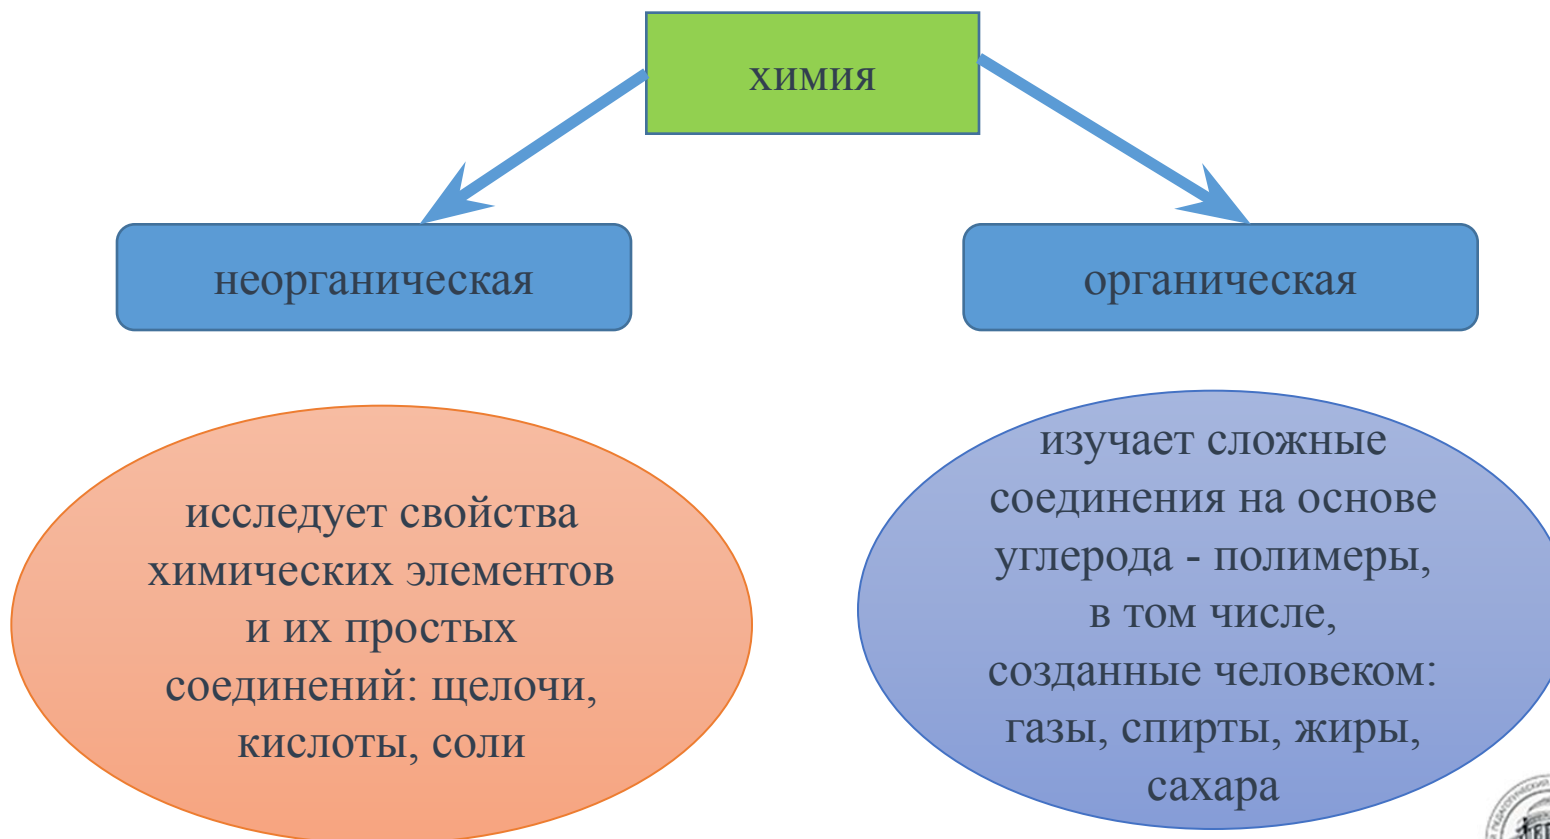 химия
неорганическая
органическая
исследует свойства
химических элементов
и их простых
соединений: щелочи,
кислоты, соли
изучает сложные
соединения на основе
углерода - полимеры,
в том числе,
созданные человеком:
газы, спирты, жиры,
сахара